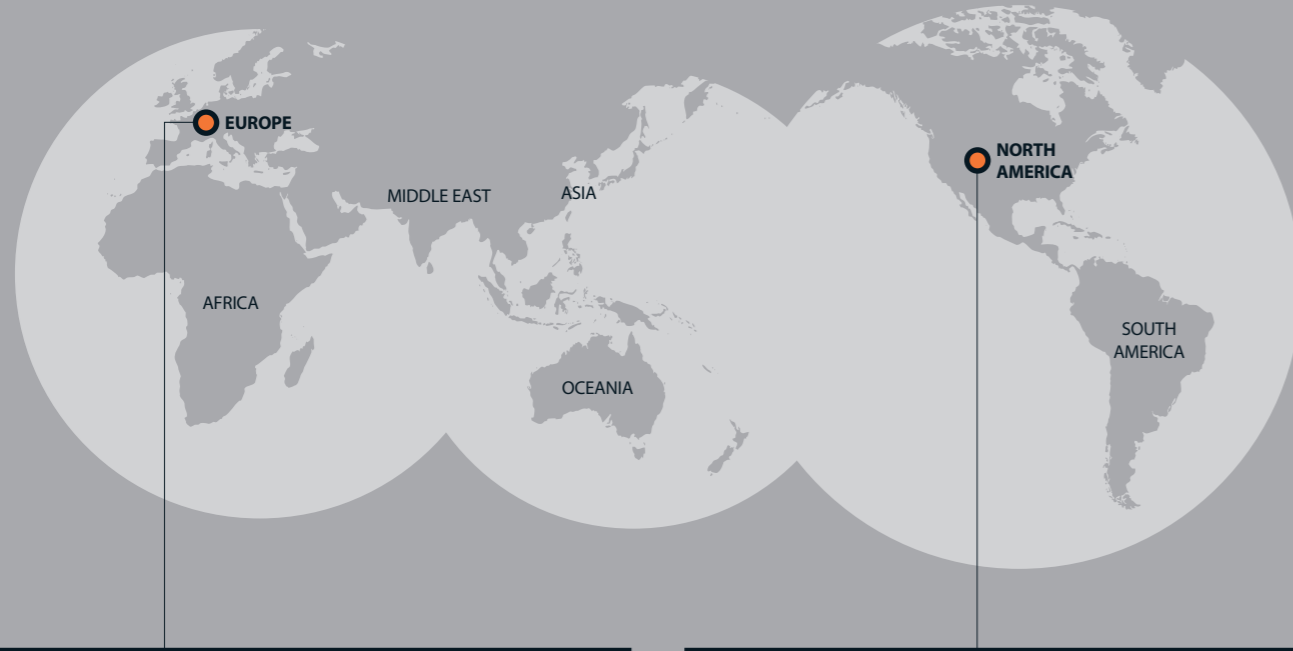 EUROPE
NORTH
AMERICA
MIDDLE EAST
ASIA
AFRICA
SOUTH
AMERICA
OCEANIA